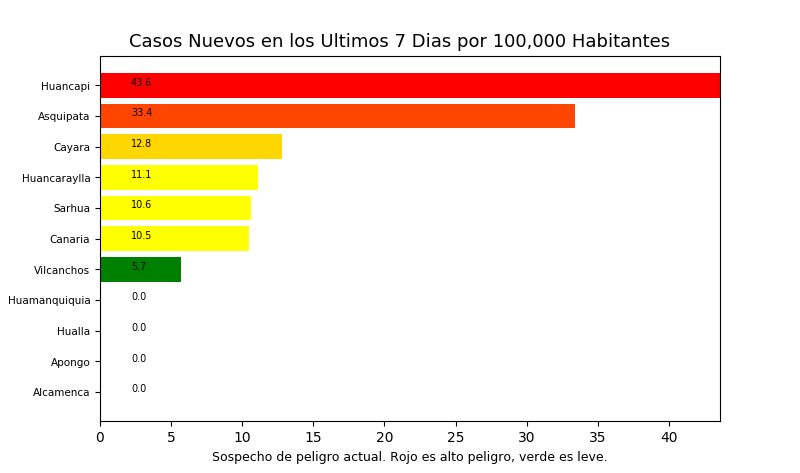 Casos Nuevos en los Ultimos 7 Dias por 100,000 Habitantes
Huancapi 43.6
Asquipata 33.4
Cayara 12.8
Huancaraylla 11.1
Sarhua 10.6
Canaria 10.5
Vilcanchos 5.7
Huamanquiquia 0.0
Hualla 0.0
Apongo 0.0
Alcamenca 0.0
0 5 10 15 20 25 30 35 40
Sospecho de peligro actual. Rojo es alto peligro, verde es leve.